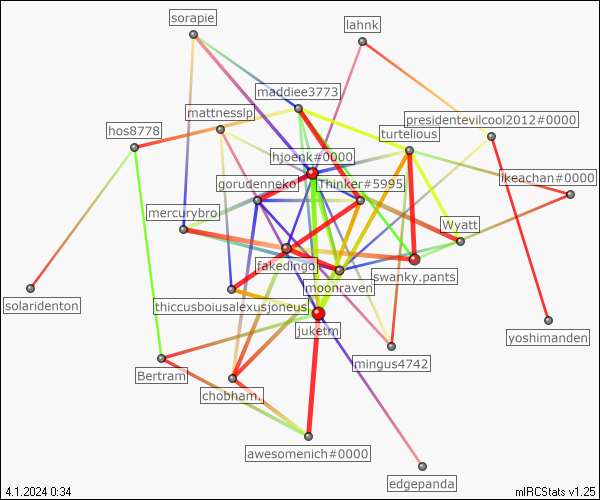 sorapie
lahnk
maddiee3773
mattnesslp
presidentevilcool2012#0000
hos8778
turtelious
hjoenk#0000
gorudenneko
Thinker#5995
Ikeachan#0000
mercurybro
Wyatt
fakedingo
moonraven
swanky.pants
solaridenton
thiccusboiusalexusjoneus
juketm
yoshimanden
mingus4742
Bertram
chobham.
awesomenich#0000
edgepanda
4.1.2024 0:34
mIRCStats v1.25